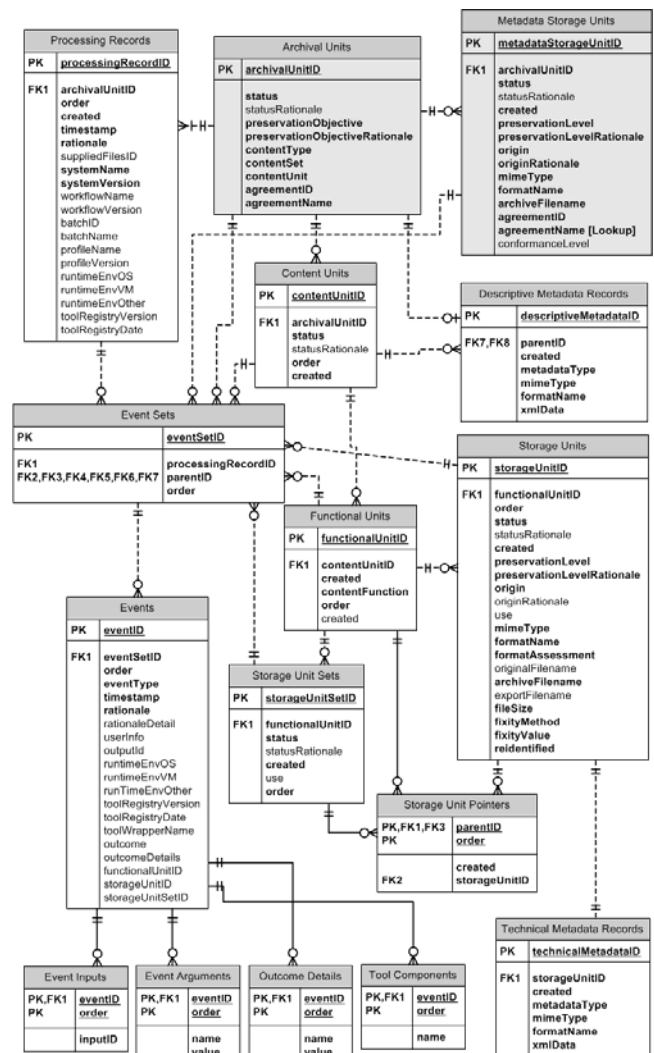 Processing Records
PK processingRecordID
FK1 archivalUnitID
order
created
timestamp
rationale
suppliedFilesID
systemName
systemVersion
workflowName
workflowVersion
batchID
batchName
profileName
profileVersion
runtimeEnvOS
runtimeEnvVM
runtimeEnvOther
toolRegistryVersion
toolRegistryDate
Archival Units
PK archivalUnitID
status
statusRationale
preservationObjective
preservationObjectiveRationale
contentType
contentSet
contentUnit
agreementID
agreementName
Metadata Storage Units
PK metadataStorageUnitID
FK1 archivalUnitID
status
statusRationale
created
preservationLevel
preservationLevelRationale
origin
originRationale
mimeType
formatName
archiveFilename
agreementID
agreementName [Lookup]
conformanceLevel
Content Units
PK contentUnitID
FK1 archivalUnitID
status
statusRationale
order
created
Descriptive Metadata Records
PK descriptiveMetadataID
FK7,FK8 parentID
created
metadataType
mimeType
formatName
xmlData
Event Sets
PK eventSetID
FK1 processingRecordID
FK2,FK3,FK4,FK5,FK6,FK7 parentID
order
Storage Units
PK storageUnitID
FK1 functionalUnitID
order
status
statusRationale
created
preservationLevel
preservationLevelRationale
origin
originRationale
use
mimeType
formatName
formatAssessment
originalFilename
archiveFilename
exportFilename
fileSize
fixityMethod
fixityValue
reidentified
Functional Units
PK functionalUnitID
FK1 contentUnitID
created
contentFunction
order
created
Events
PK eventID
FK1 eventSetID
order
eventType
timestamp
rationale
rationaleDetail
userInfo
outputId
runtimeEnvOS
runtimeEnvVM
runTimeEnvOther
toolRegistryVersion
toolRegistryDate
toolWrapperName
outcome
outcomeDetails
functionalUnitID
storageUnitID
storageUnitSetID
Storage Unit Sets
PK storageUnitSetID
FK1 functionalUnitID
status
statusRationale
created
use
order
Storage Unit Pointers
PK,FK1,FK3 parentID
PK order
created
FK2 storageUnitID
Technical Metadata Records
PK technicalMetadataID
FK1 storageUnitID
created
metadataType
mimeType
formatName
xmlData
Event Inputs
PK,FK1 eventID
PK order
inputID
Event Arguments
PK,FK1 eventID
PK order
name
value
Outcome Details
PK,FK1 eventID
PK order
name
value
Tool Components
PK,FK1 eventID
PK order
name